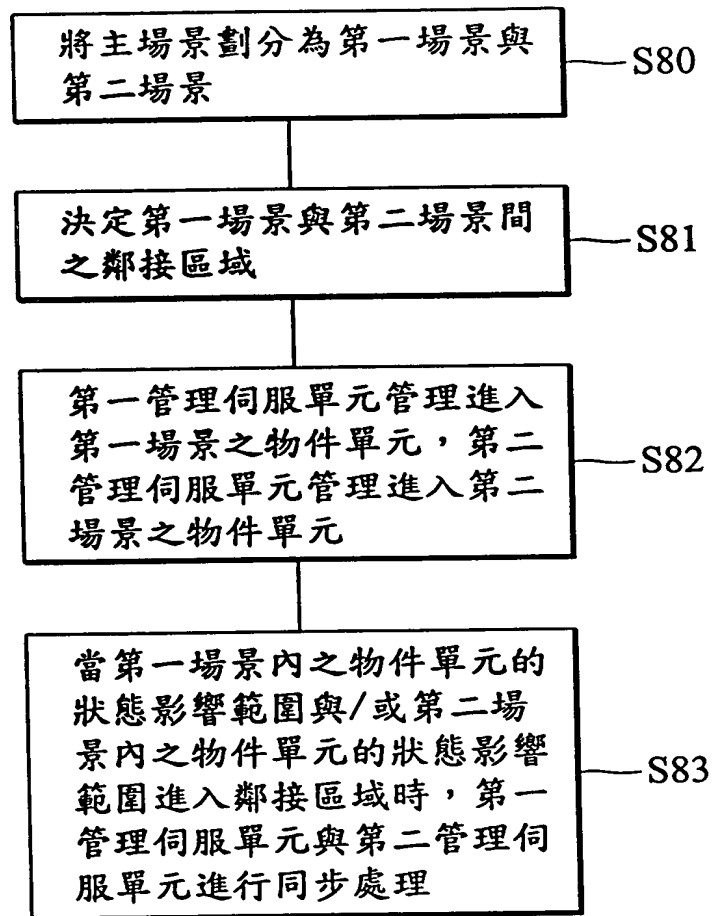 將主場景劃分為第一場景與
第二場景
S80
決定第一場景與第二場景間
之鄰接區域
S81
第一管理伺服單元管理進入
第一場景之物件單元，第二
管理伺服單元管理進入第二
場景之物件單元
S82
當第一場景內之物件單元的
狀態影響範圍與/或第二場
景內之物件單元的狀態影響
範圍進入鄰接區域時，第一
管理伺服單元與第二管理伺
服單元進行同步處理
S83